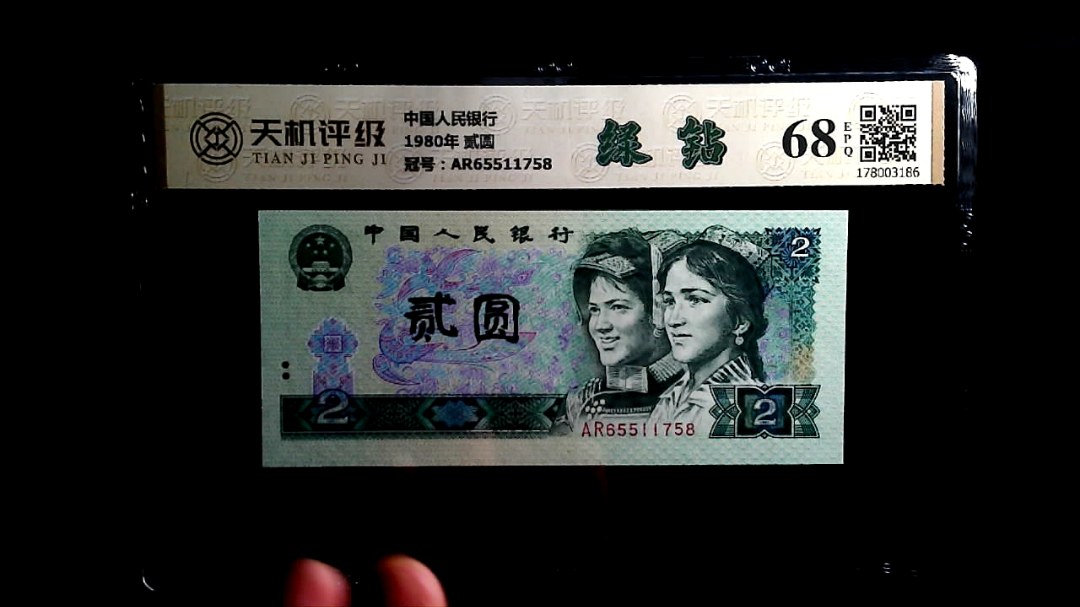 天机评级
TIAN JI PING JI
中国人民银行
1980年 贰圆
冠号：AR65511758
绿 钻
68
EPQ
178003186
中国人民银行
2
贰圆
2
AR65511758
2